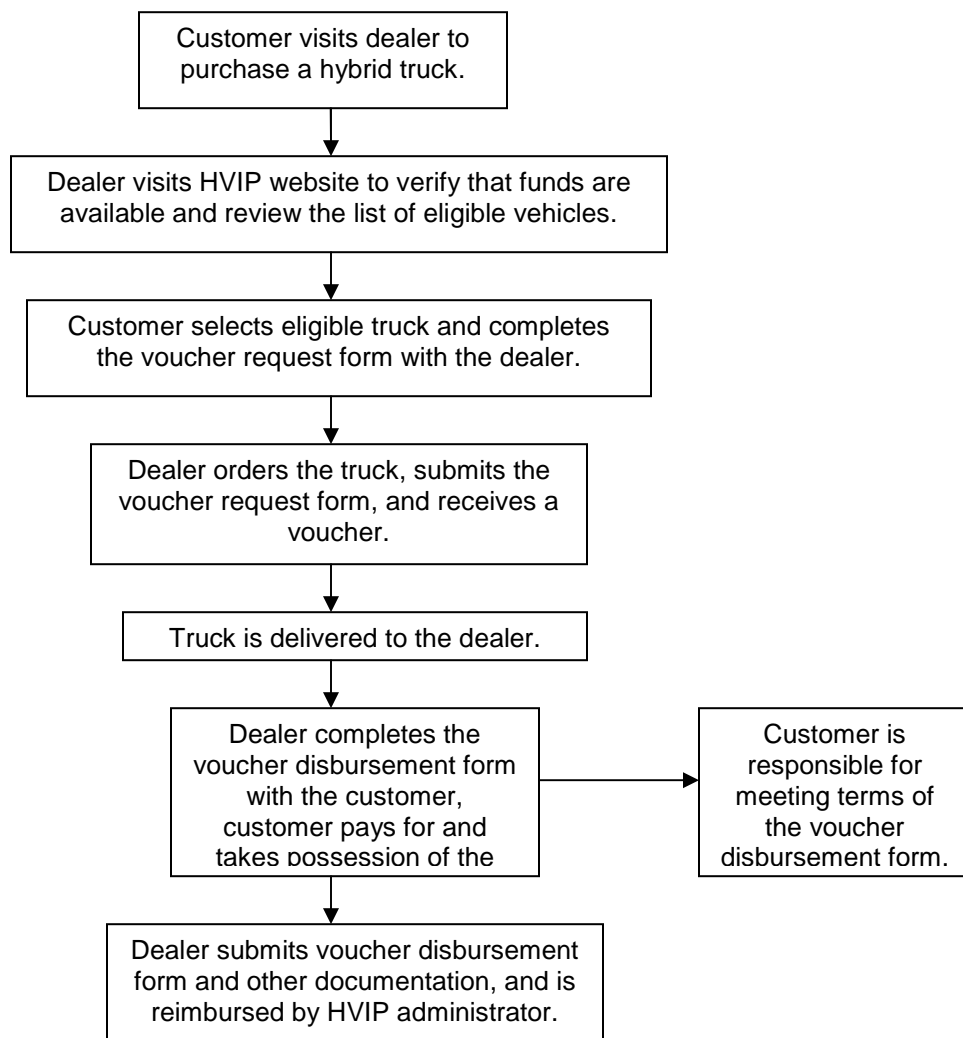 Customer visits dealer to
purchase a hybrid truck.
Dealer visits HVIP website to verify that funds are
available and review the list of eligible vehicles.
Customer selects eligible truck and completes
the voucher request form with the dealer.
Dealer orders the truck, submits the
voucher request form, and receives a
voucher.
Truck is delivered to the dealer.
Dealer completes the
voucher disbursement form
with the customer,
customer pays for and
takes possession of the
Customer is
responsible for
meeting terms of
the voucher
disbursement form.
Dealer submits voucher disbursement
form and other documentation, and is
reimbursed by HVIP administrator.